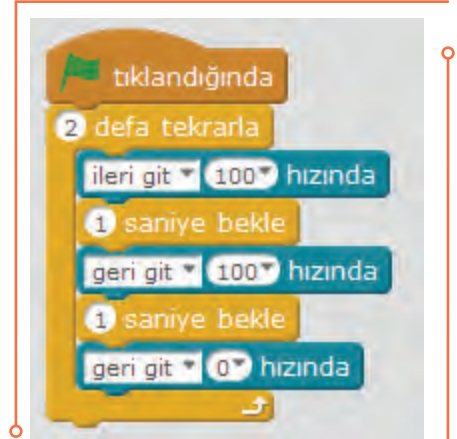 tıklandığında
2 defa tekrarla
ileri git 100 hızında
1 saniye bekle
geri git 100 hızında
1 saniye bekle
geri git 0 hızında